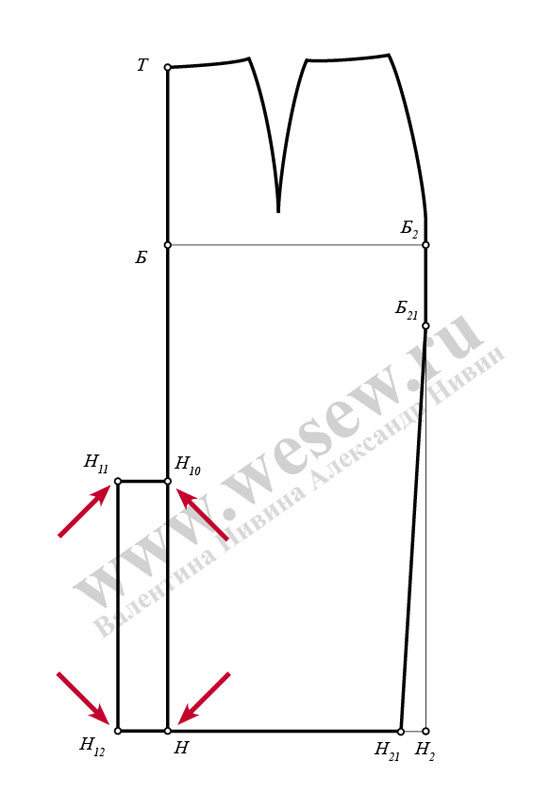 Т
Б
Б2
Б21
www.wesew.ru
Валентина Нивина Александр Нивин
Н11
Н10
Н12
Н
Н21
Н2